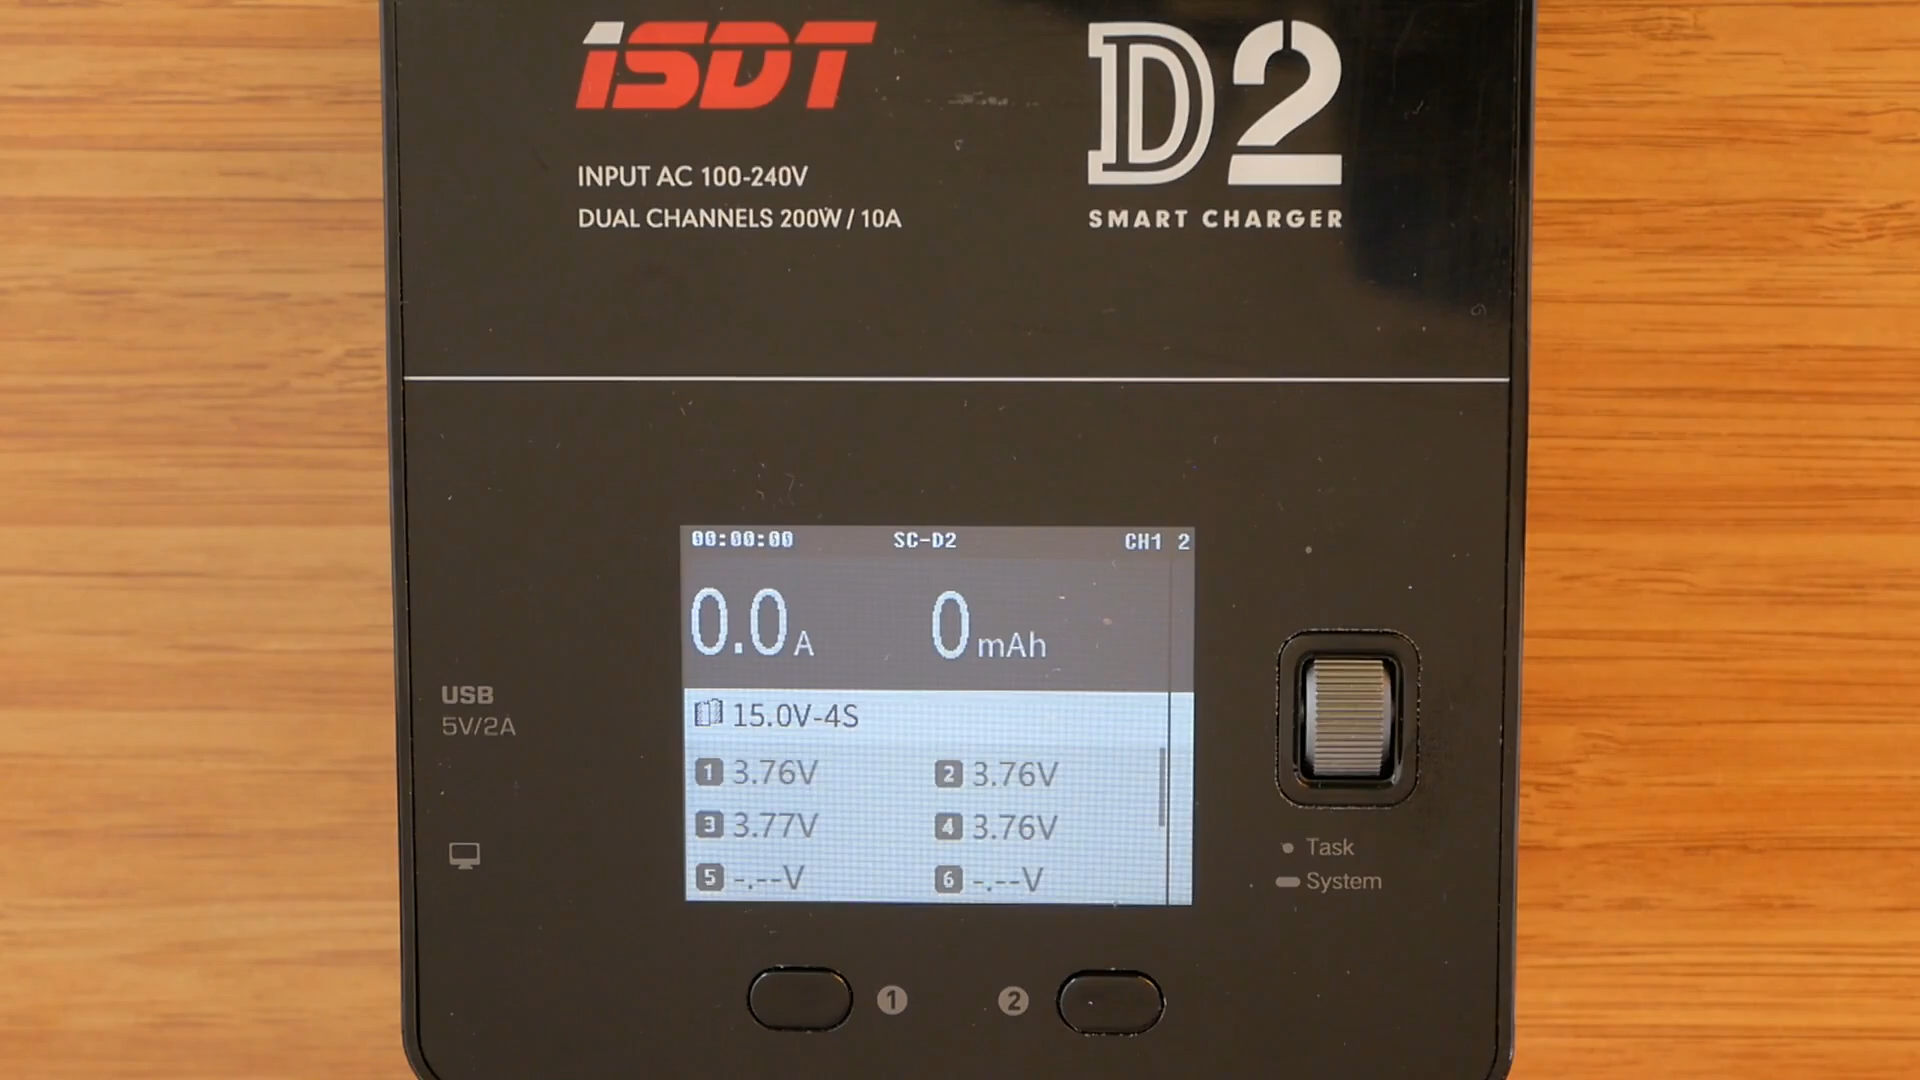 iSDT
D2
INPUT AC 100-240V
DUAL CHANNELS 200W / 10A
SMART CHARGER
00:00:00 SC-D2 CH1 2
0.0A 0mAh
15.0V-4S
1 3.76V 2 3.76V
3 3.77V 4 3.76V
5 -.--V 6 -.--V
USB
5V/2A
Task
System
1 2